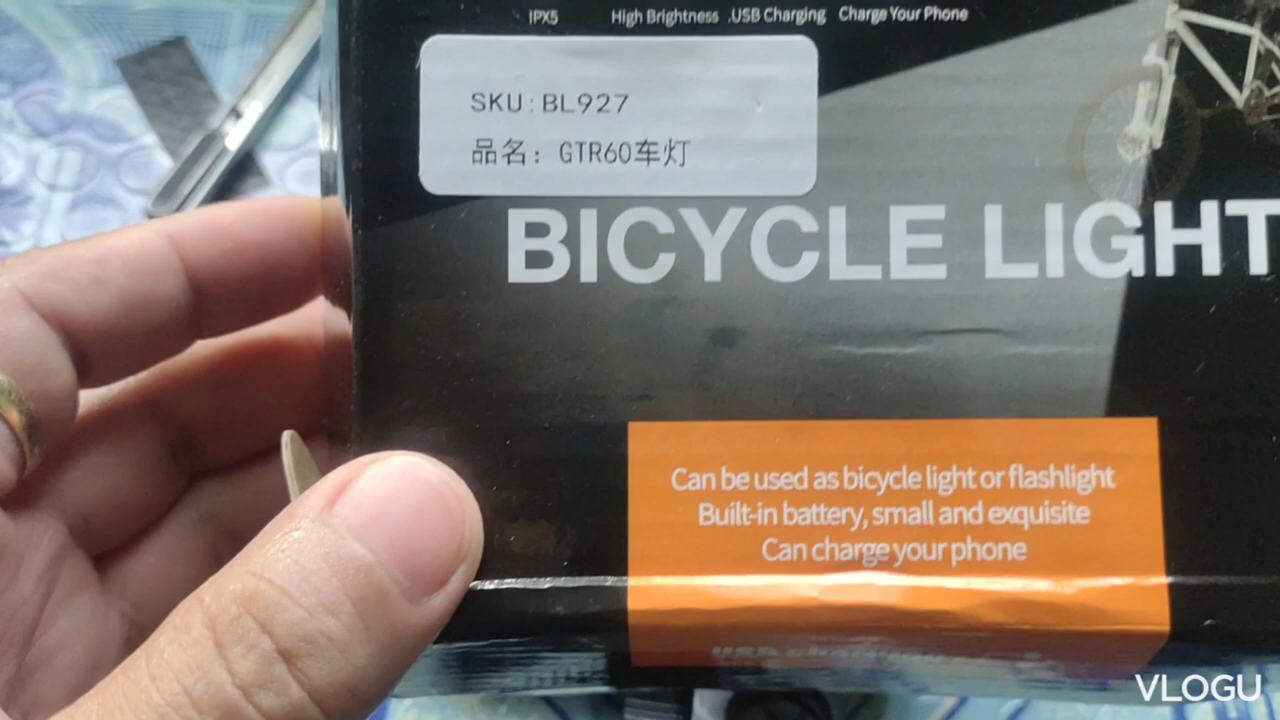 IPX5 High Brightness .USB Charging Charge Your Phone
SKU:BL927
品名：GTR60车灯
BICYCLE LIGHT
Can be used as bicycle light or flashlight
Built-in battery, small and exquisite
Can charge your phone
VLOGU